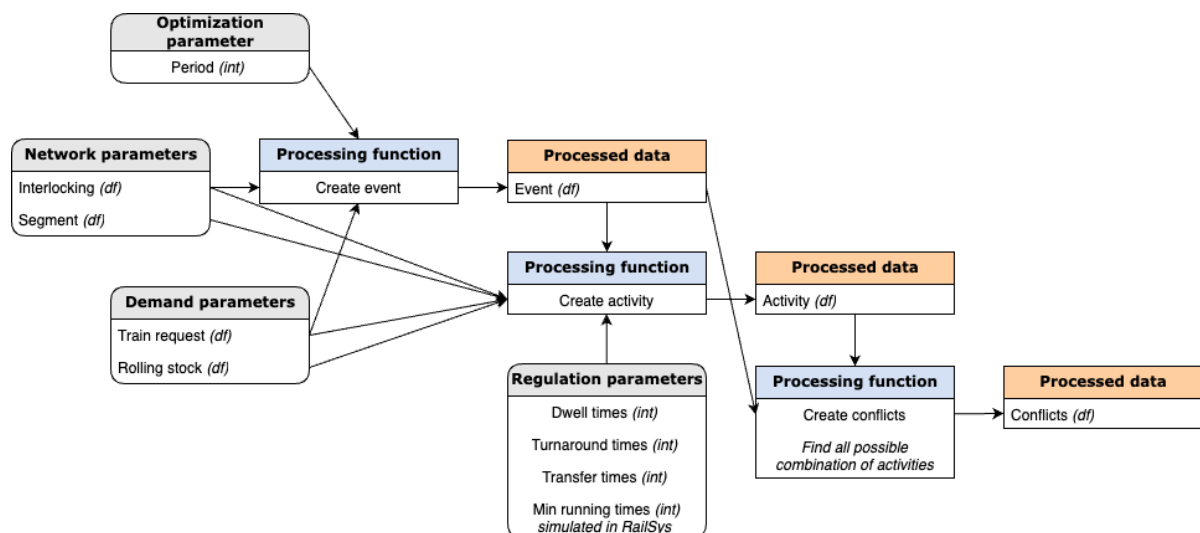 Optimization
parameter
Period (int)
Network parameters
Interlocking (df)
Segment (df)
Processing function
Create event
Processed data
Event (df)
Demand parameters
Train request (df)
Rolling stock (df)
Processing function
Create activity
Processed data
Activity (df)
Regulation parameters
Dwell times (int)
Turnaround times (int)
Transfer times (int)
Min running times (int)
simulated in RailSys
Processing function
Create conflicts
Find all possible
combination of activities
Processed data
Conflicts (df)